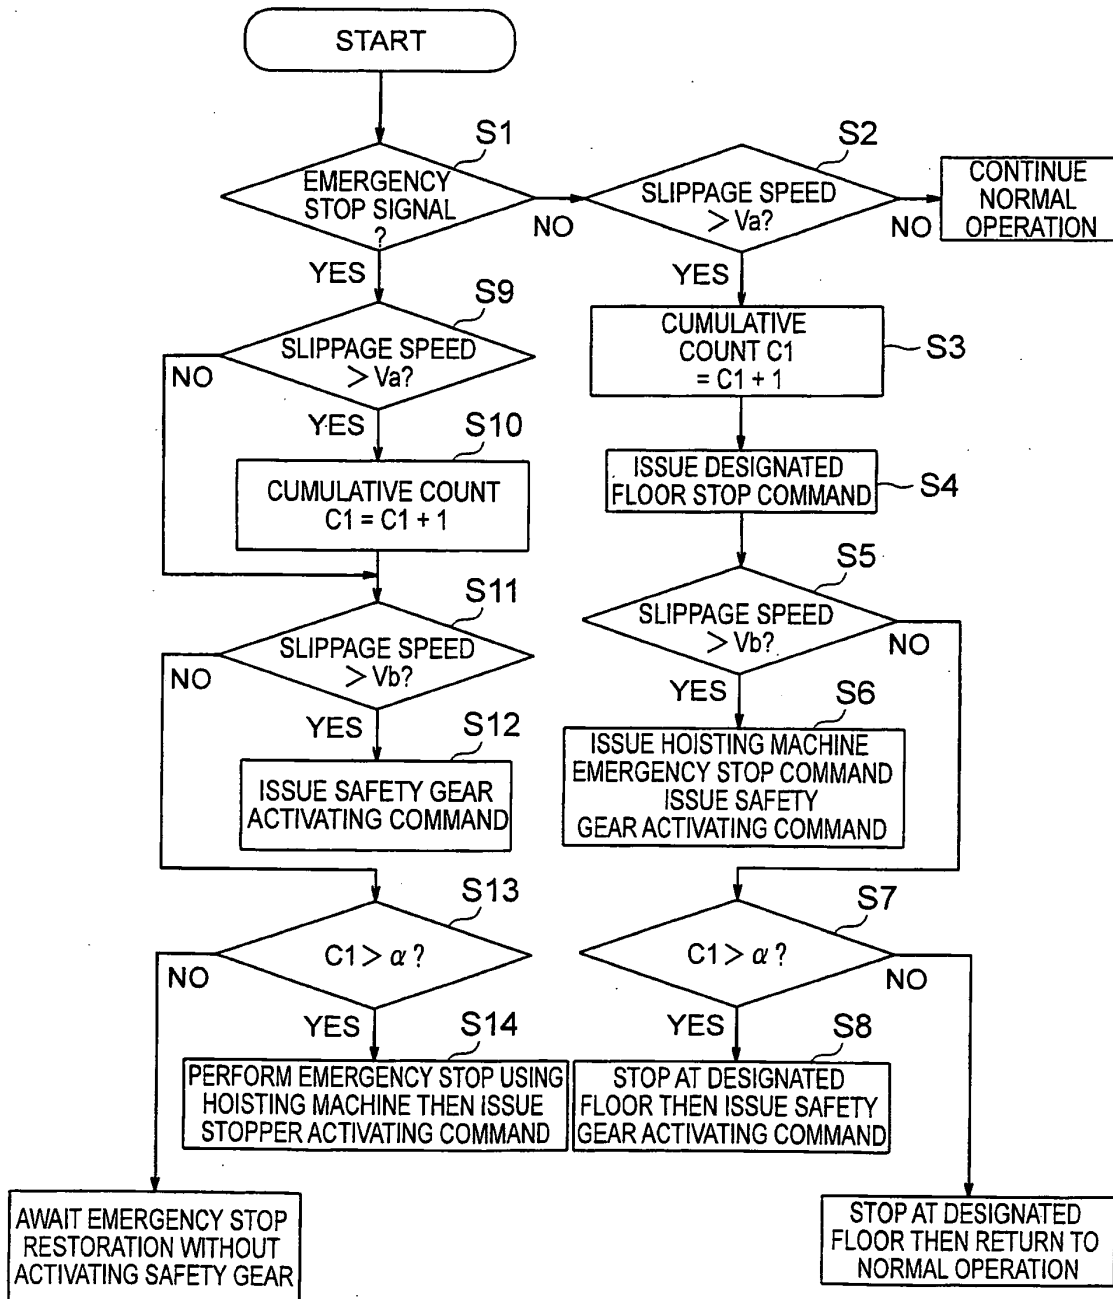 START
S1
EMERGENCY
STOP SIGNAL
?
NO
YES
S2
SLIPPAGE SPEED
> Va?
NO
YES
CONTINUE
NORMAL
OPERATION
S9
SLIPPAGE SPEED
> Va?
NO
YES
CUMULATIVE
COUNT C1
= C1 + 1
S3
S10
CUMULATIVE COUNT
C1 = C1 + 1
ISSUE DESIGNATED
FLOOR STOP COMMAND
S4
S11
SLIPPAGE SPEED
> Vb?
NO
YES
S5
SLIPPAGE SPEED
> Vb?
NO
YES
S12
ISSUE SAFETY GEAR
ACTIVATING COMMAND
S6
ISSUE HOISTING MACHINE
EMERGENCY STOP COMMAND
ISSUE SAFETY
GEAR ACTIVATING COMMAND
S13
C1 > α ?
NO
YES
S7
C1 > α ?
NO
YES
S14
PERFORM EMERGENCY STOP USING
HOISTING MACHINE THEN ISSUE
STOPPER ACTIVATING COMMAND
S8
STOP AT DESIGNATED
FLOOR THEN ISSUE SAFETY
GEAR ACTIVATING COMMAND
AWAIT EMERGENCY STOP
RESTORATION WITHOUT
ACTIVATING SAFETY GEAR
STOP AT DESIGNATED
FLOOR THEN RETURN TO
NORMAL OPERATION